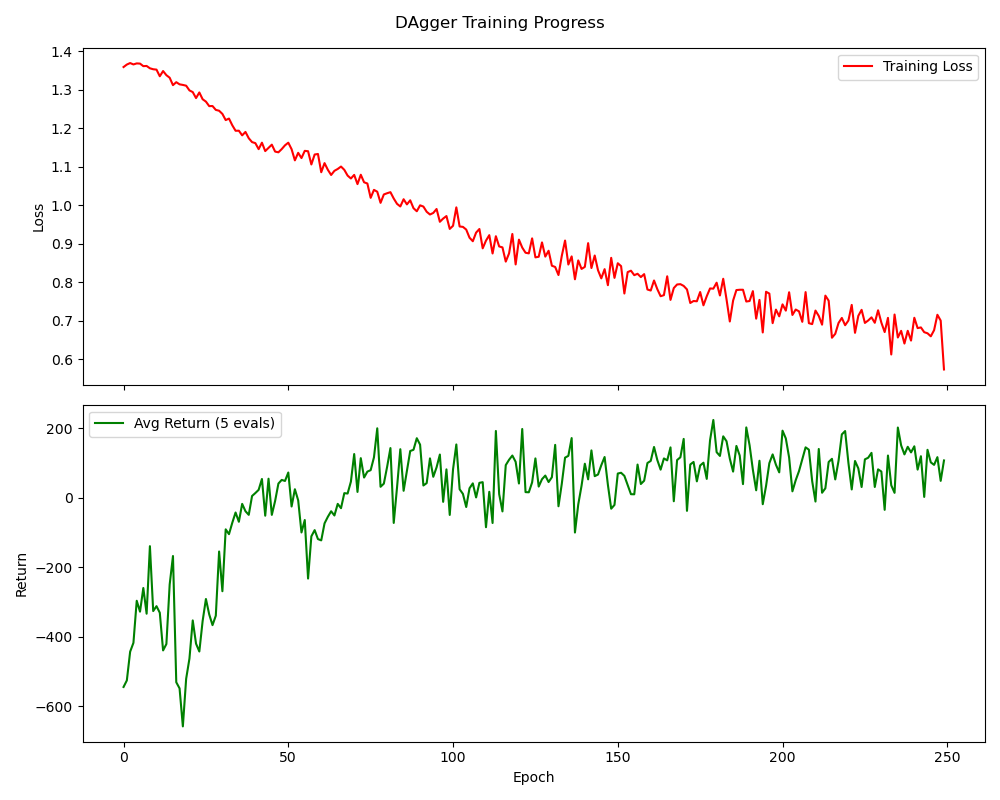 DAgger Training Progress
1.4
1.3
1.2
1.1
1.0
0.9
0.8
0.7
0.6
Loss
Training Loss
200
0
−200
−400
−600
Return
Avg Return (5 evals)
0 50 100 150 200 250
Epoch